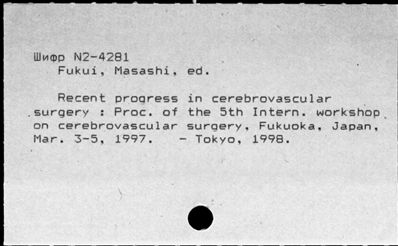 Шифр N2-4281
Fukui, Masashi, ed.
Recent progress in cerebrovascular
surgery : Proc. of the 5th Intern. workshop
on cerebrovascular surgery, Fukuoka, Japan,
Mar. 3-5, 1997. - Tokyo, 1998.